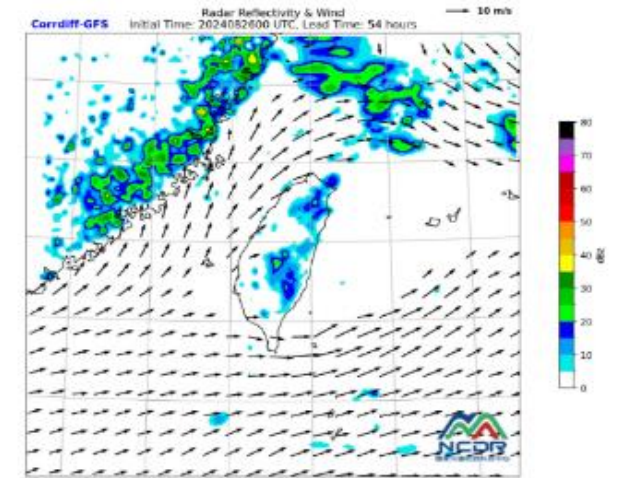 Radar Reflectivity & Wind
10 m/s
Corrdiff-GFS
Initial Time: 2024082600 UTC, Lead Time: 54 hours
80
70
60
50
40
30
20
10
0
dBZ
NCDR